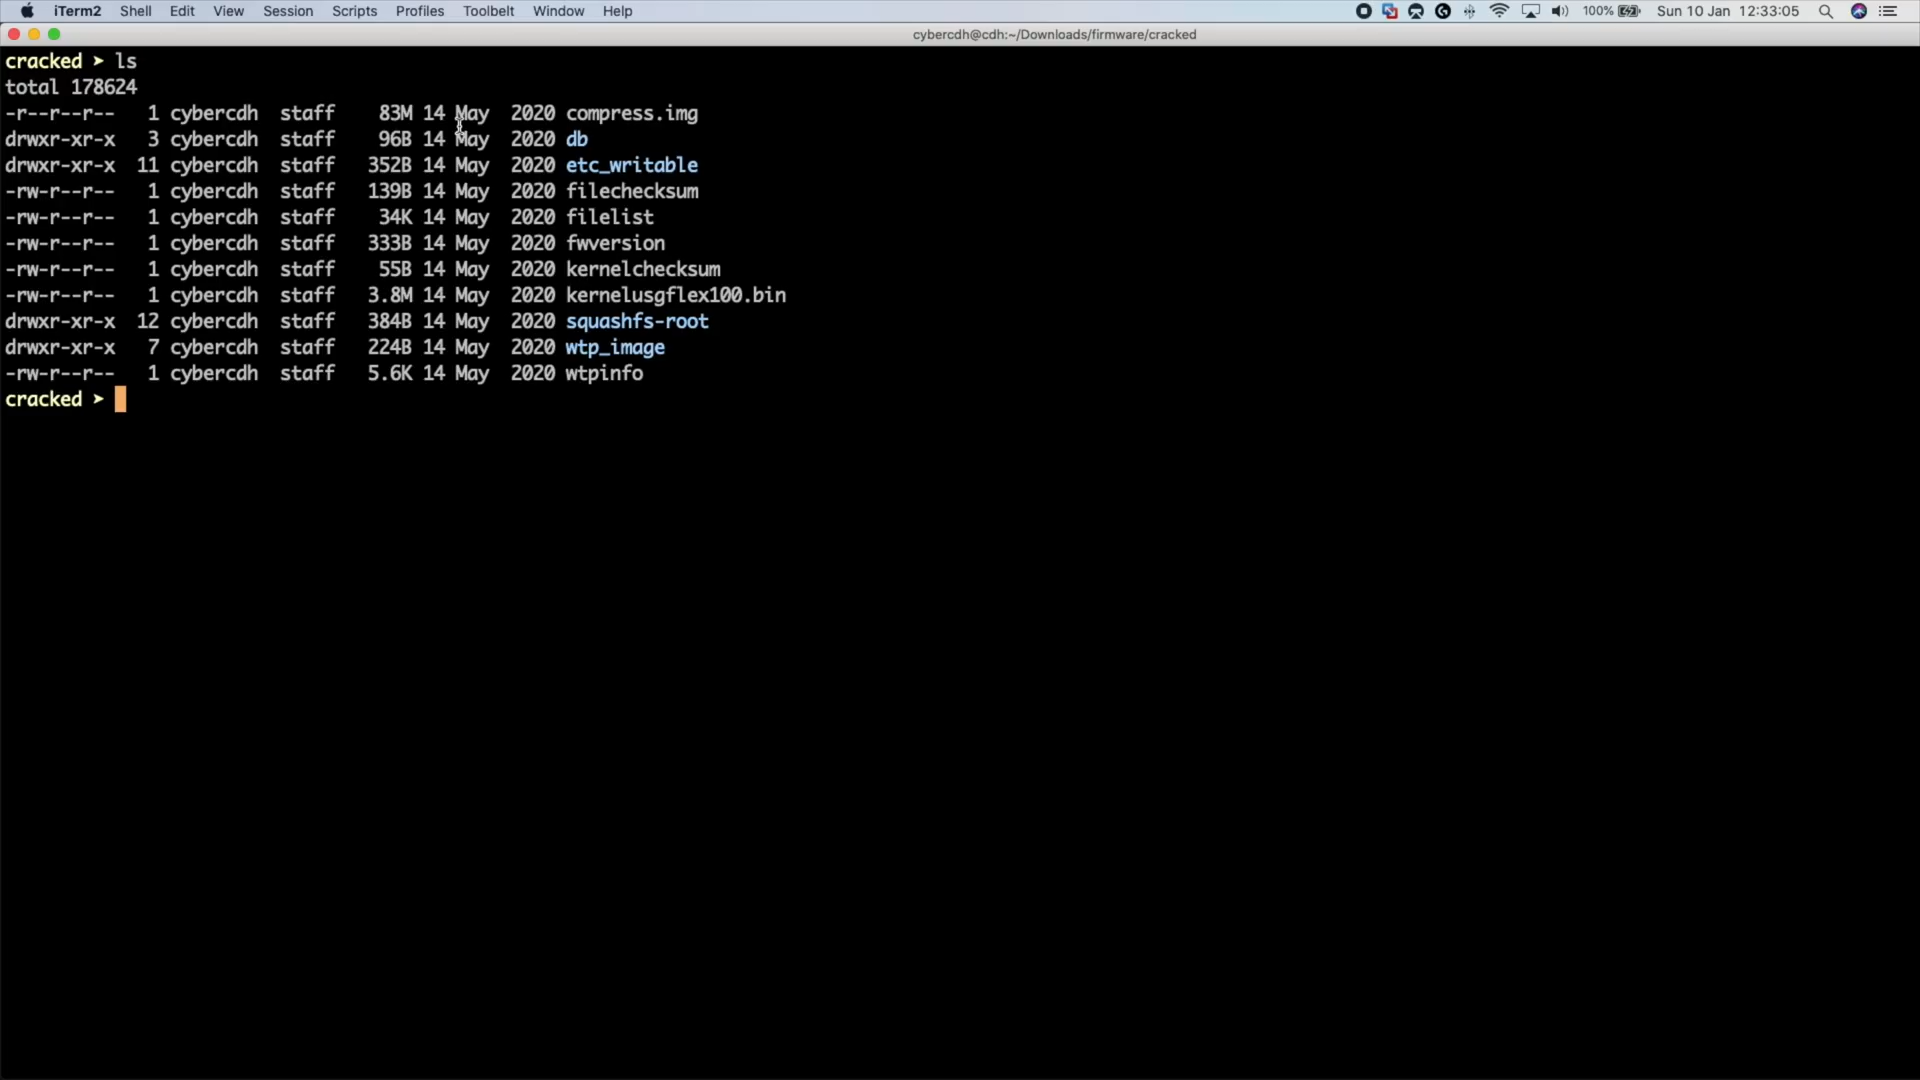 iTerm2 Shell Edit View Session Scripts Profiles Toolbelt Window Help 100% Sun 10 Jan 12:33:05
cybercdh@cdh:~/Downloads/firmware/cracked
cracked ➤ ls
total 178624
-r--r--r-- 1 cybercdh staff 83M 14 May 2020 compress.img
drwxr-xr-x 3 cybercdh staff 96B 14 May 2020 db
drwxr-xr-x 11 cybercdh staff 352B 14 May 2020 etc_writable
-rw-r--r-- 1 cybercdh staff 139B 14 May 2020 filechecksum
-rw-r--r-- 1 cybercdh staff 34K 14 May 2020 filelist
-rw-r--r-- 1 cybercdh staff 333B 14 May 2020 fwversion
-rw-r--r-- 1 cybercdh staff 55B 14 May 2020 kernelchecksum
-rw-r--r-- 1 cybercdh staff 3.8M 14 May 2020 kernelusgflex100.bin
drwxr-xr-x 12 cybercdh staff 384B 14 May 2020 squashfs-root
drwxr-xr-x 7 cybercdh staff 224B 14 May 2020 wtp_image
-rw-r--r-- 1 cybercdh staff 5.6K 14 May 2020 wtpinfo
cracked ➤